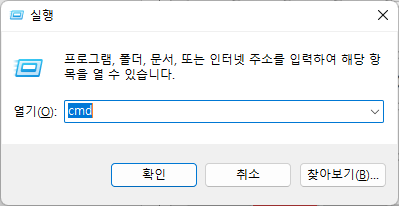 실행
프로그램, 폴더, 문서, 또는 인터넷 주소를 입력하여 해당 항
목을 열 수 있습니다.
열기(O): cmd
확인 취소 찾아보기(B)...